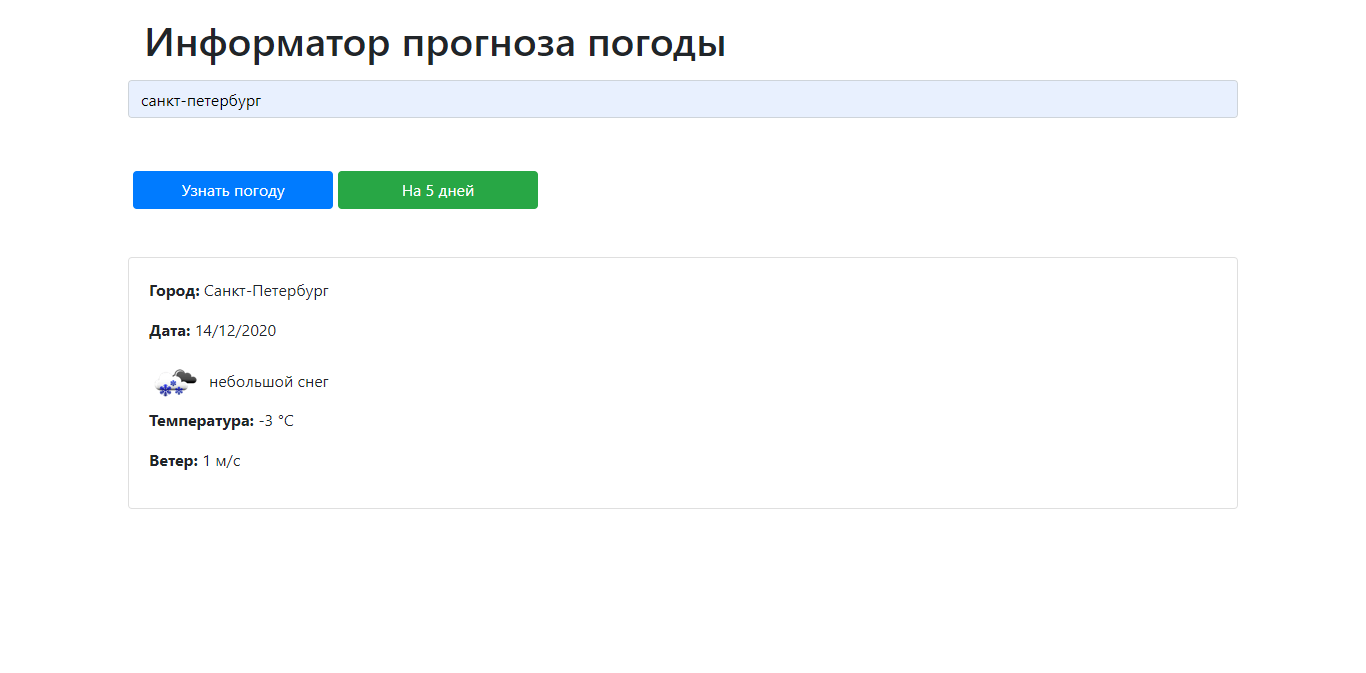 Информатор прогноза погоды
санкт-петербург
Узнать погоду На 5 дней
Город: Санкт-Петербург
Дата: 14/12/2020
небольшой снег
Температура: -3 °C
Ветер: 1 м/с